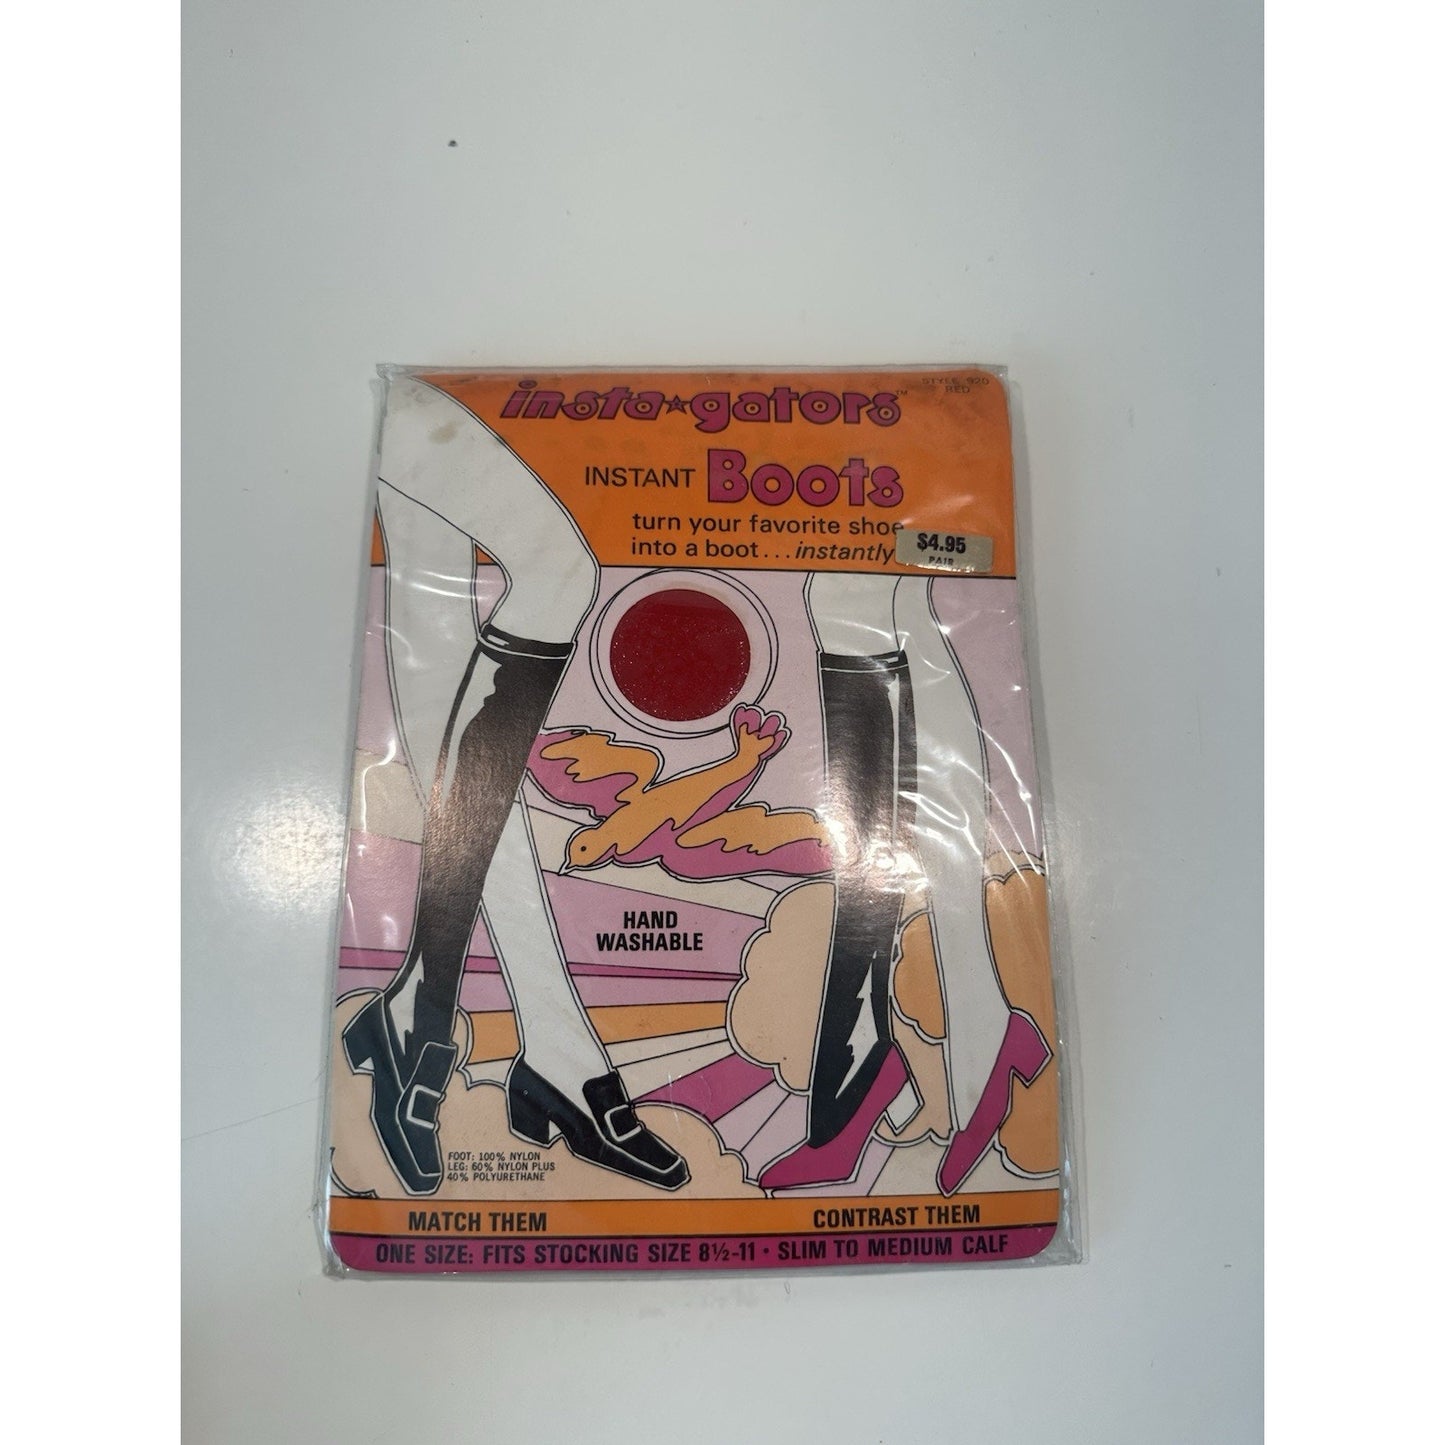 insta★gators™
STYLE 920
RED
INSTANT Boots
turn your favorite shoe
into a boot...instantly
$4.95
PAIR
HAND
WASHABLE
FOOT: 100% NYLON
LEG: 60% NYLON PLUS
40% POLYURETHANE
MATCH THEM
CONTRAST THEM
ONE SIZE: FITS STOCKING SIZE 8½-11 • SLIM TO MEDIUM CALF